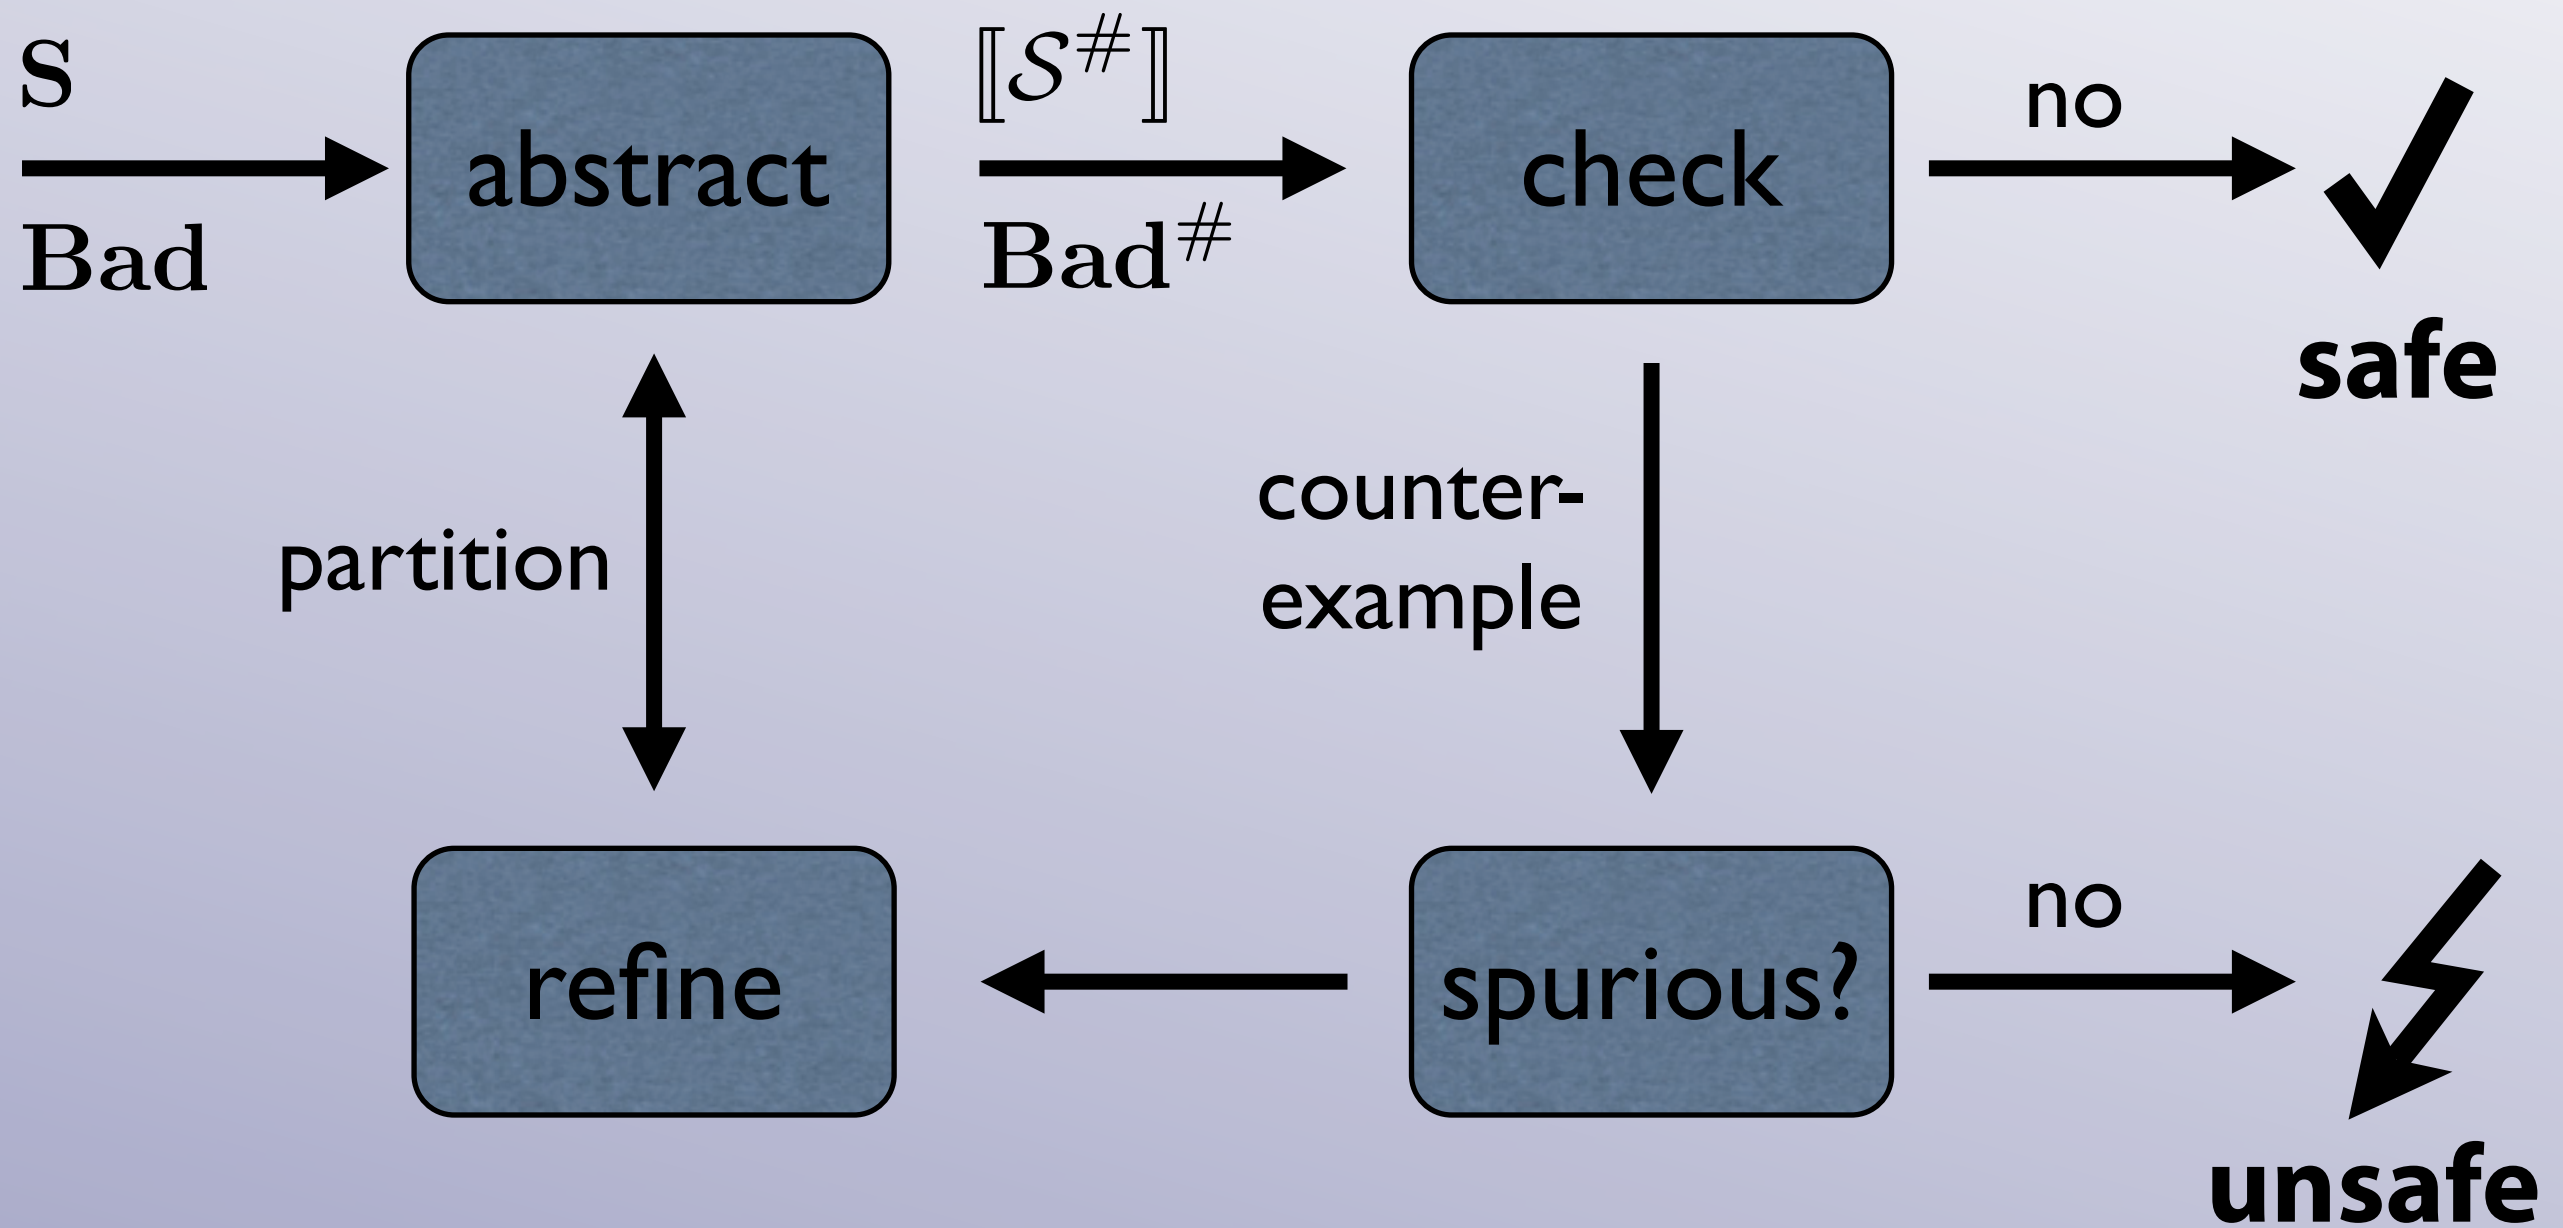 S
Bad
abstract
⟦𝒮^#⟧
Bad^#
check
no
safe
partition
counter-
example
refine
spurious?
no
unsafe